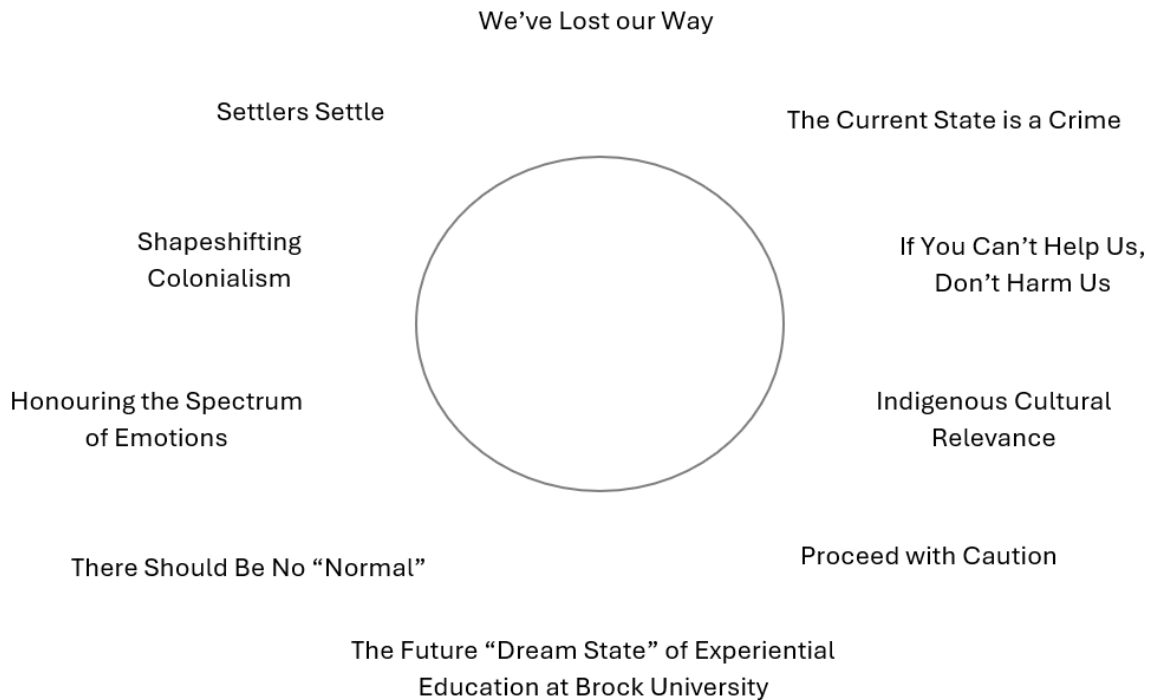 We’ve Lost our Way
Settlers Settle
The Current State is a Crime
Shapeshifting
Colonialism
If You Can’t Help Us,
Don’t Harm Us
Honouring the Spectrum
of Emotions
Indigenous Cultural
Relevance
There Should Be No “Normal”
Proceed with Caution
The Future “Dream State” of Experiential
Education at Brock University